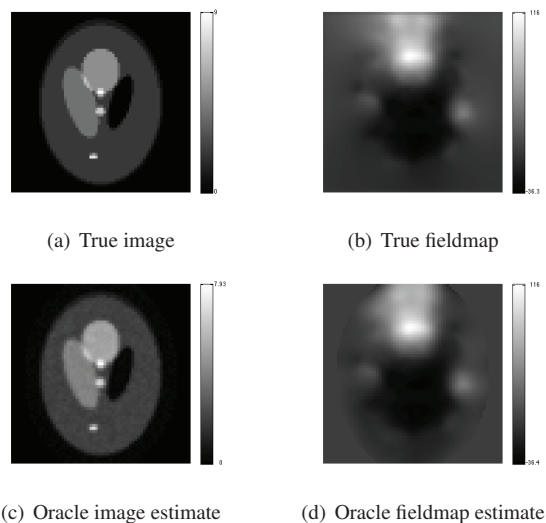 9
0
116
-36.3
(a) True image
(b) True fieldmap
7.93
0
116
-36.4
(c) Oracle image estimate
(d) Oracle fieldmap estimate